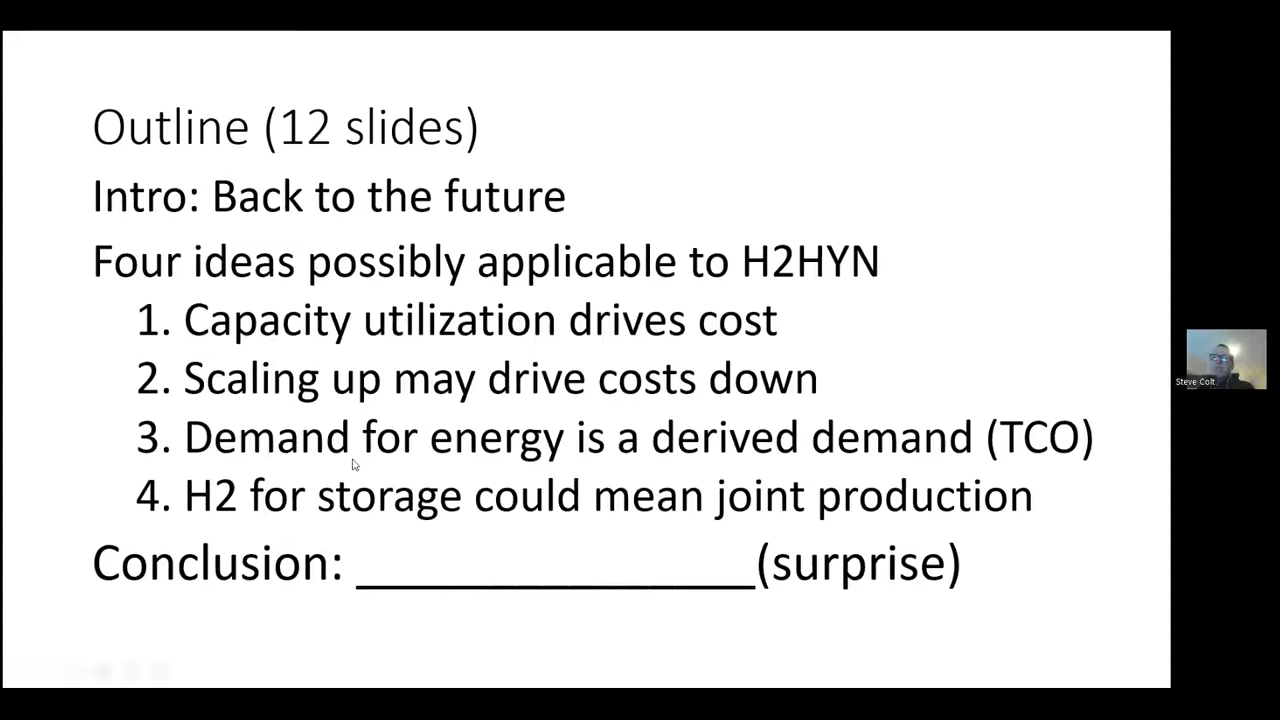 Outline (12 slides)
Intro: Back to the future
Four ideas possibly applicable to H2HYN
1. Capacity utilization drives cost
2. Scaling up may drive costs down
3. Demand for energy is a derived demand (TCO)
4. H2 for storage could mean joint production
Conclusion: _______________(surprise)
Steve Colt